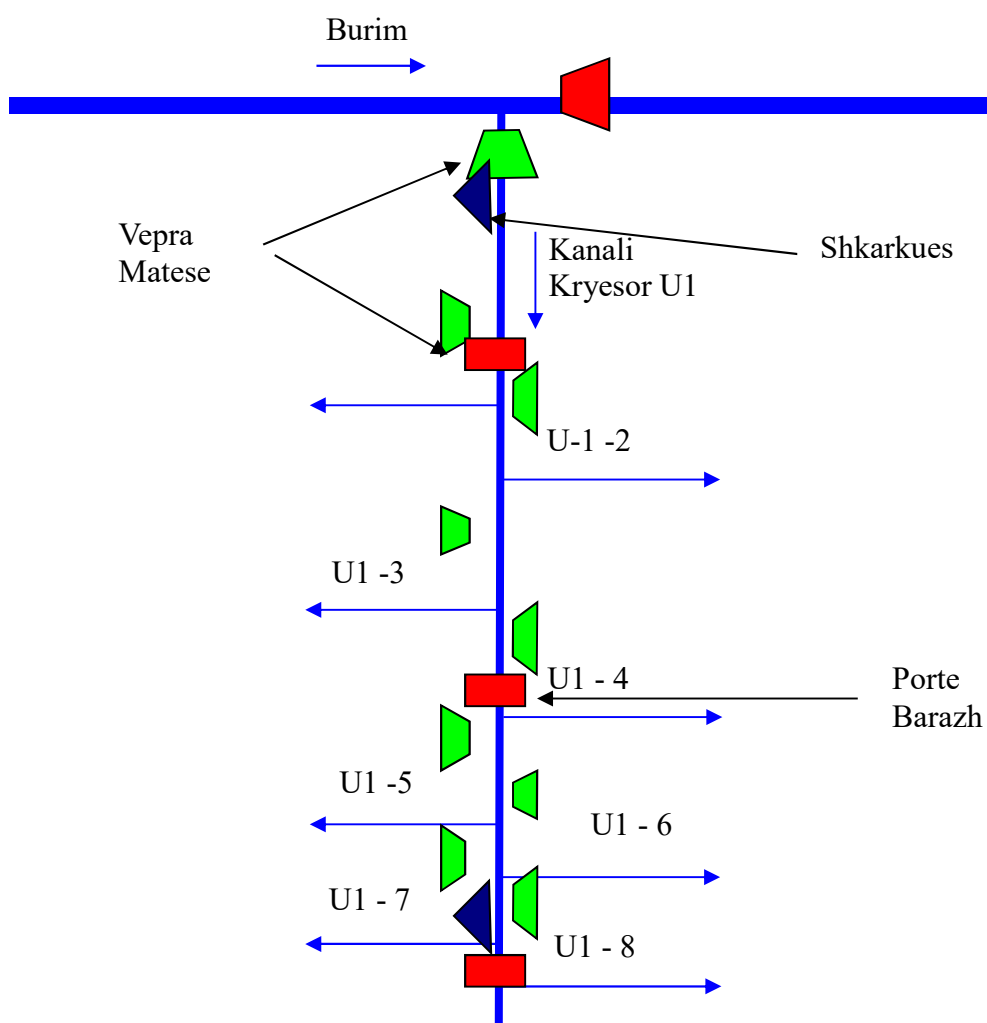 Burim
Vepra
Matese
Kanali
Kryesor U1
Shkarkues
U-1 -2
U1 -3
U1 - 4
Porte
Barazh
U1 -5
U1 - 6
U1 - 7
U1 - 8